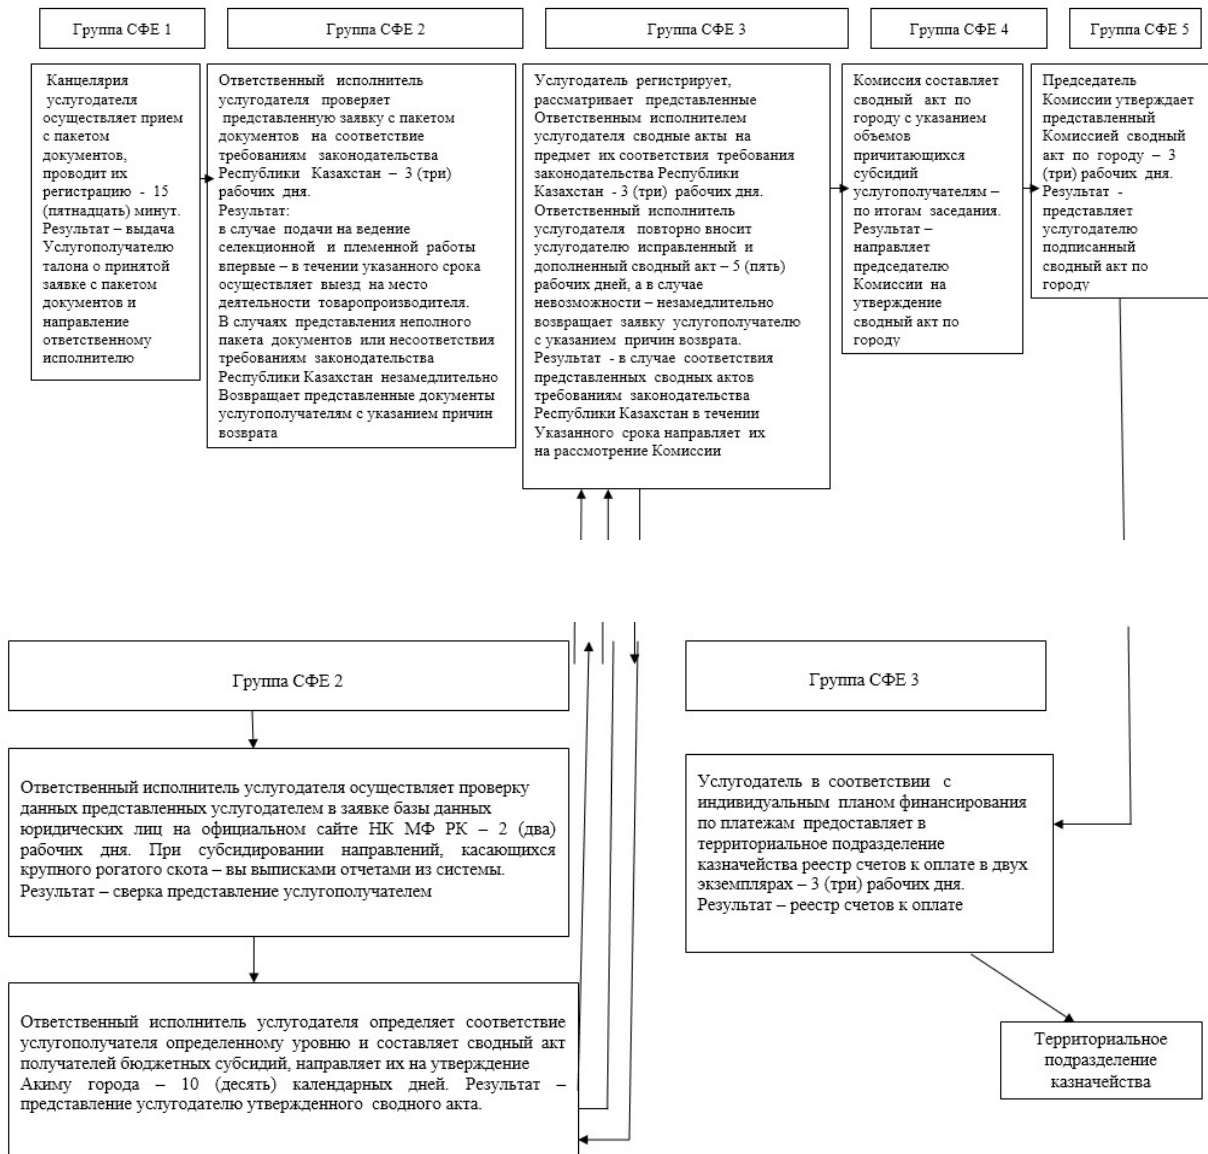 Группа СФЕ 1
Группа СФЕ 2
Группа СФЕ 3
Группа СФЕ 4
Группа СФЕ 5
Канцелярия
услугодателя
осуществляет прием
с пакетом
документов,
проводит их
регистрацию - 15
(пятнадцать) минут.
Результат – выдача
Услугополучателю
талона о принятой
заявке с пакетом
документов и
направление
ответственному
исполнителю
Ответственный исполнитель
услугодателя проверяет
представленную заявку с пакетом
документов на соответствие
требованиям законодательства
Республики Казахстан – 3 (три)
рабочих дня.
Результат:
в случае подачи на ведение
селекционной и племенной работы
впервые – в течении указанного срока
осуществляет выезд на место
деятельности товаропроизводителя.
В случаях представления неполного
пакета документов или несоответствия
требованиям законодательства
Республики Казахстан незамедлительно
Возвращает представленные документы
услугополучателям с указанием причин
возврата
Услугодатель регистрирует,
рассматривает представленные
Ответственным исполнителем
услугодателя сводные акты на
предмет их соответствия требования
законодательства Республики
Казахстан - 3 (три) рабочих дня.
Ответственный исполнитель
услугодателя повторно вносит
услугодателю исправленный и
дополненный сводный акт – 5 (пять)
рабочих дней, а в случае
невозможности – незамедлительно
возвращает заявку услугополучателю
с указанием причин возврата.
Результат - в случае соответствия
представленных сводных актов
требованиям законодательства
Республики Казахстан в течении
Указанного срока направляет их
на рассмотрение Комиссии
Комиссия составляет
сводный акт по
городу с указанием
объемов
причитающихся
субсидий
услугополучателям –
по итогам заседания.
Результат –
направляет
председателю
Комиссии на
утверждение
сводный акт по
городу
Председатель
Комиссии утверждает
представленный
Комиссией сводный
акт по городу – 3
(три) рабочих дня.
Результат -
представляет
услугодателю
подписанный
сводный акт по
городу
Группа СФЕ 2
Ответственный исполнитель услугодателя осуществляет проверку
данных представленных услугодателем в заявке базы данных
юридических лиц на официальном сайте НК МФ РК – 2 (два)
рабочих дня. При субсидировании направлений, касающихся
крупного рогатого скота – вы выписками отчетами из системы.
Результат – сверка представление услугополучателем
Ответственный исполнитель услугодателя определяет соответствие
услугополучателя определенному уровню и составляет сводный акт
получателей бюджетных субсидий, направляет их на утверждение
Акиму города – 10 (десять) календарных дней. Результат –
представление услугодателю утвержденного сводного акта.
Группа СФЕ 3
Услугодатель в соответствии с
индивидуальным планом финансирования
по платежам предоставляет в
территориальное подразделение
казначейства реестр счетов к оплате в двух
экземплярах – 3 (три) рабочих дня.
Результат – реестр счетов к оплате
Территориальное
подразделение
казначейства